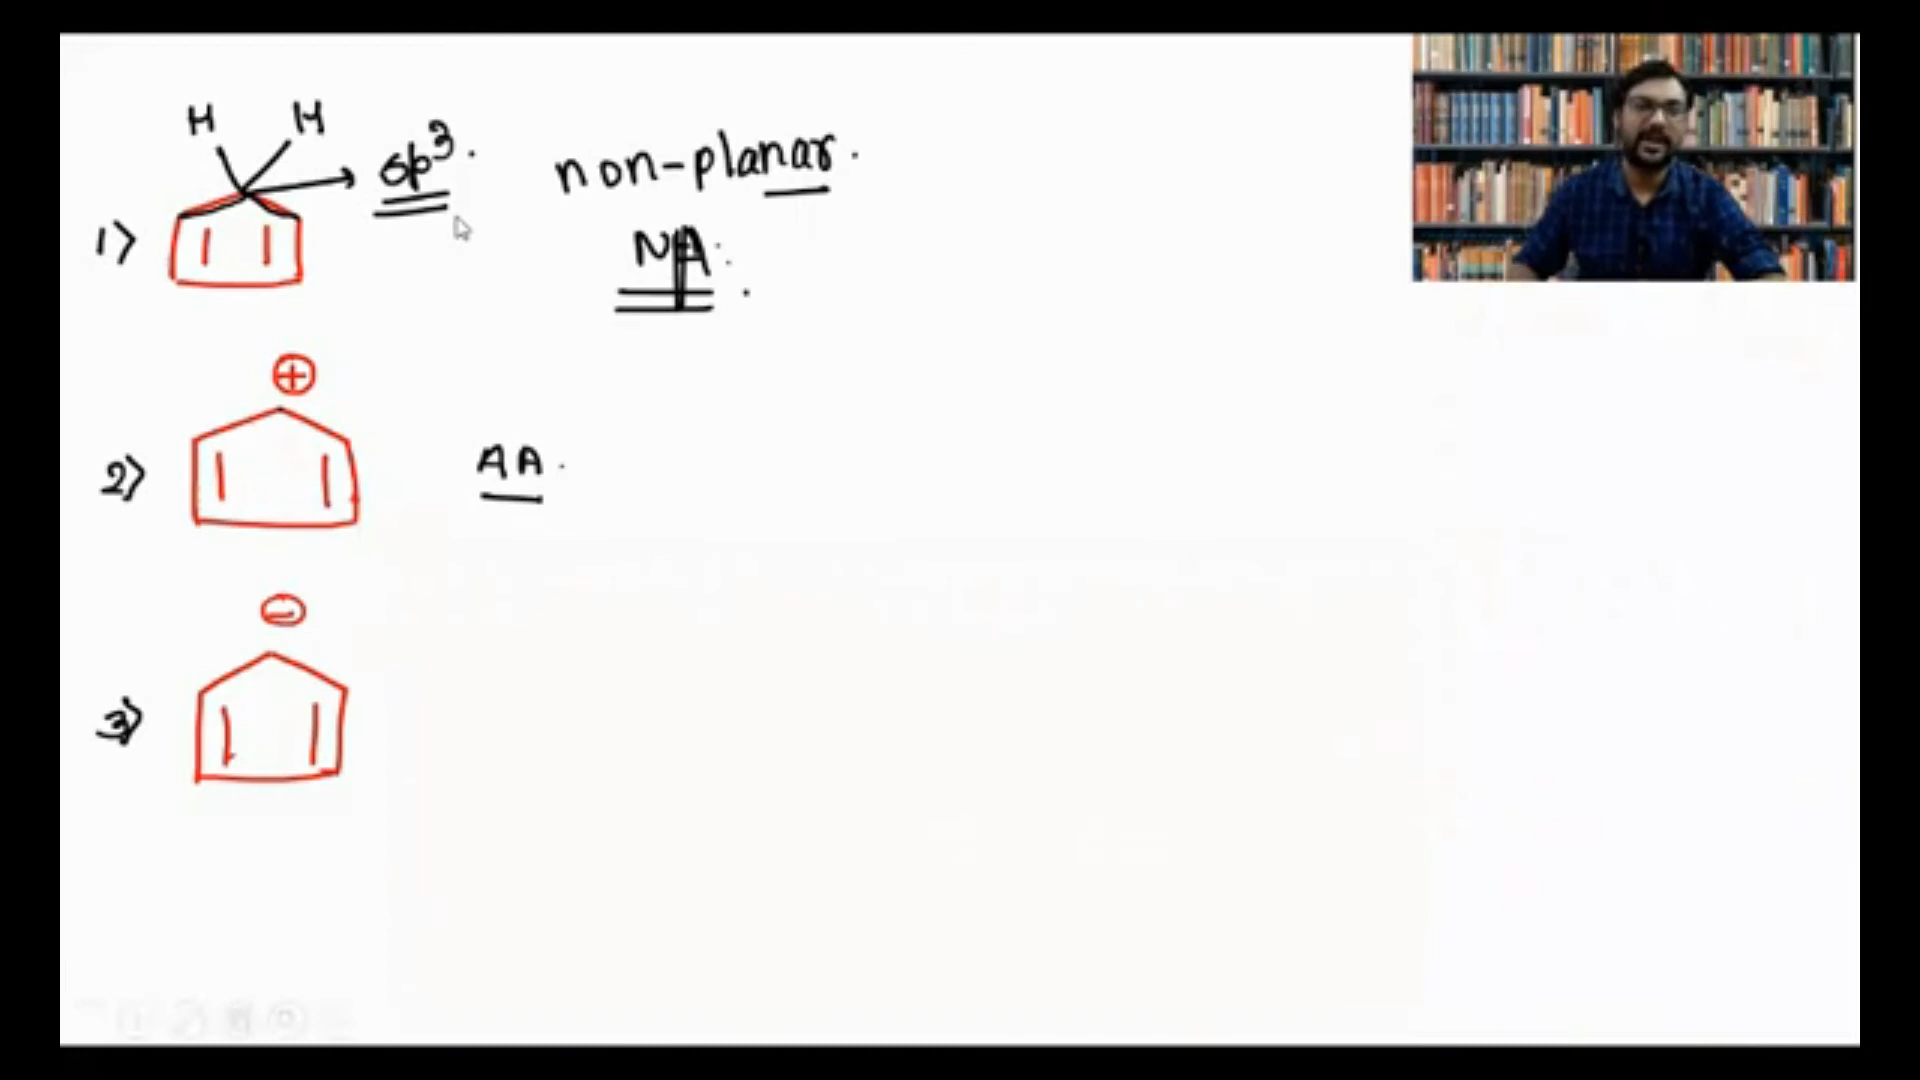 H H
sp³. non-planar.
1) NA.
⊕
2) AA.
⊖
3)